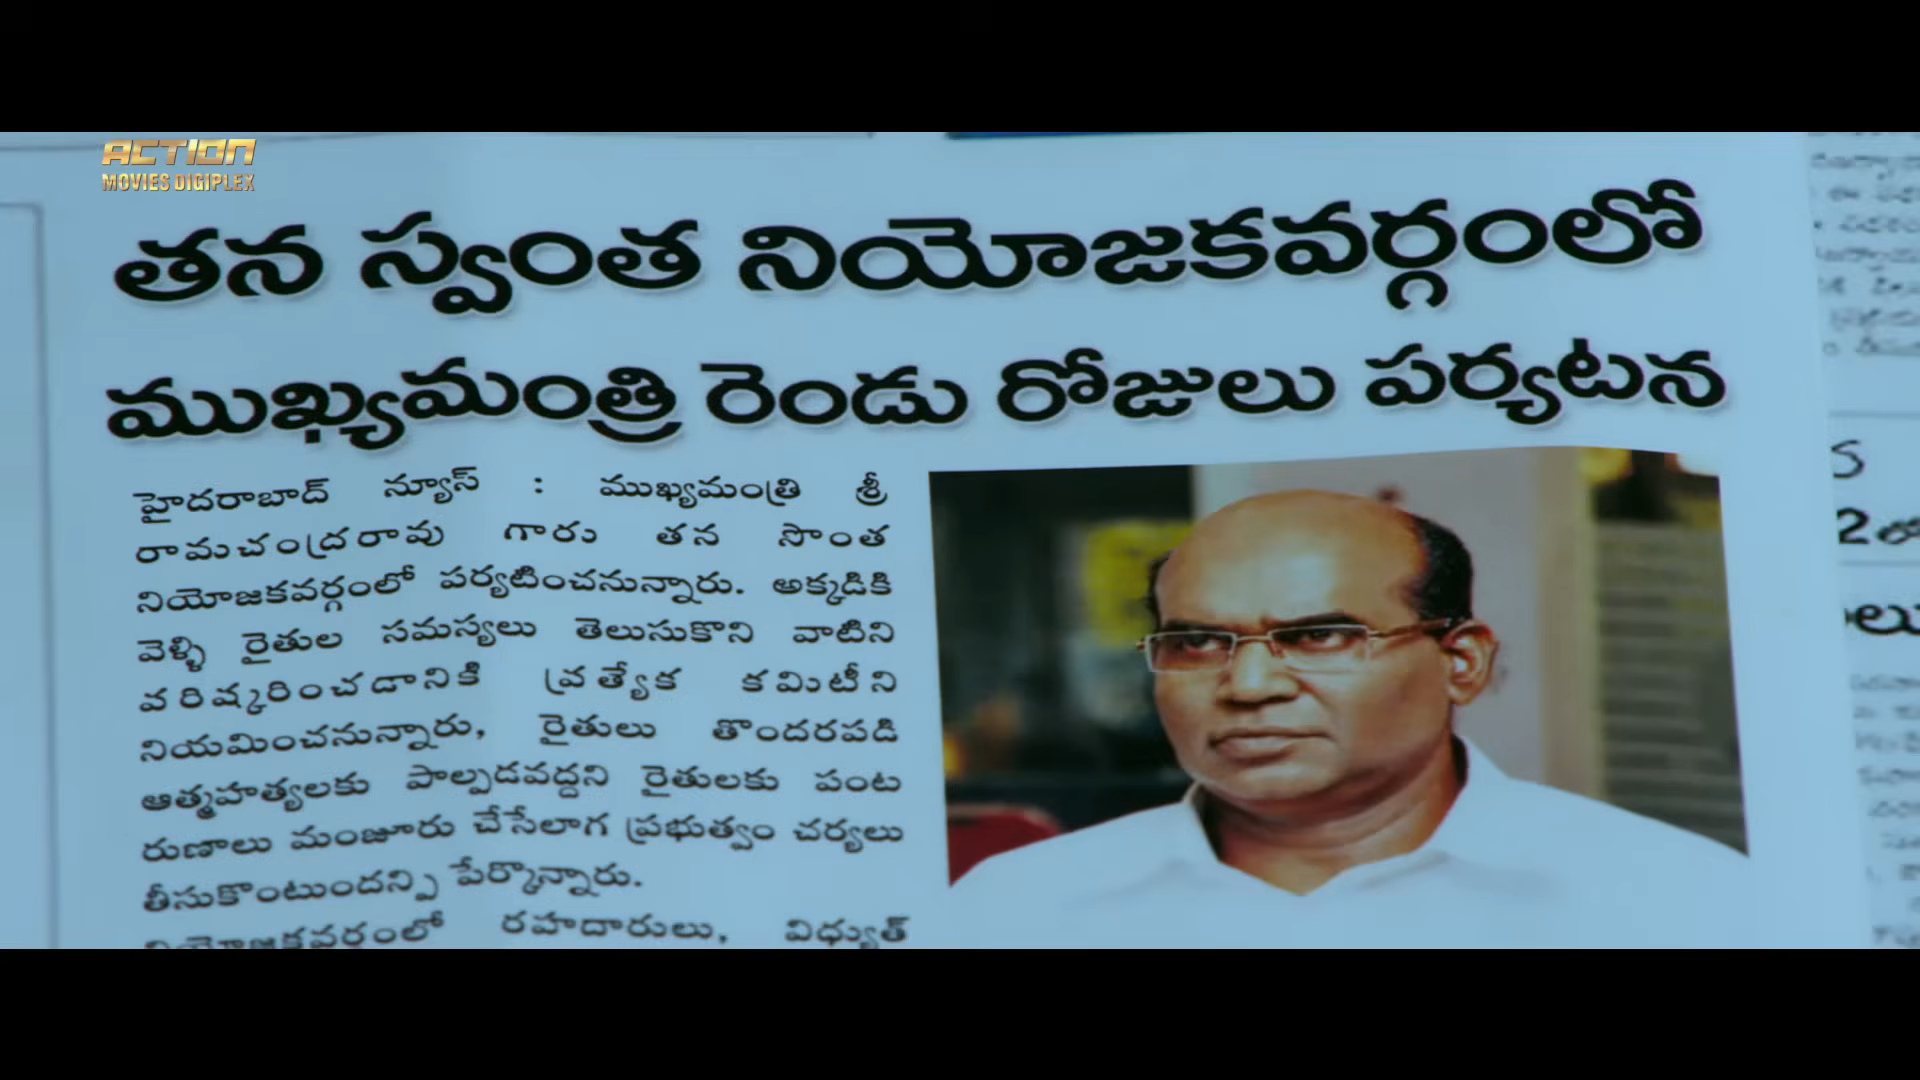 ACTION
MOVIES DIGIPLEX
తన స్వంత నియోజకవర్గంలో
ముఖ్యమంత్రి రెండు రోజులు పర్యటన
హైదరాబాద్ న్యూస్ : ముఖ్యమంత్రి శ్రీ
రామచంద్రరావు గారు తన సొంత
నియోజకవర్గంలో పర్యటించనున్నారు. అక్కడికి
వెళ్ళి రైతుల సమస్యలు తెలుసుకొని వాటిని
వరిష్కరించడానికి ప్రత్యేక కమిటీని
నియమించనున్నారు, రైతులు తొందరపడి
ఆత్మహత్యలకు పాల్పడవద్దని రైతులకు పంట
రుణాలు మంజూరు చేసేలాగ ప్రభుత్వం చర్యలు
తీసుకొంటుందన్ని పేర్కొన్నారు.
నియోజకవర్గంలో రహదారులు, విధ్యుత్